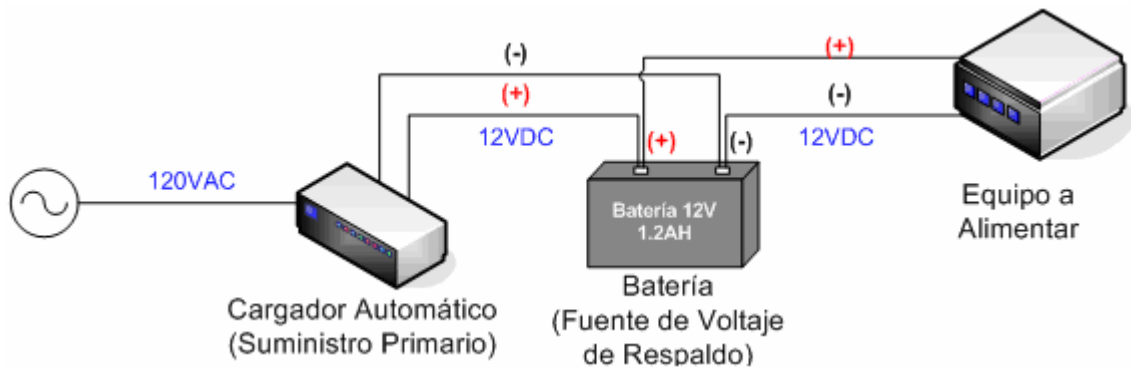 (-)
(+)
12VDC
(+)
(-)
12VDC
120VAC
(+)
(-)
Batería 12V
1.2AH
Equipo a
Alimentar
Cargador Automático
(Suministro Primario)
Batería
(Fuente de Voltaje
de Respaldo)